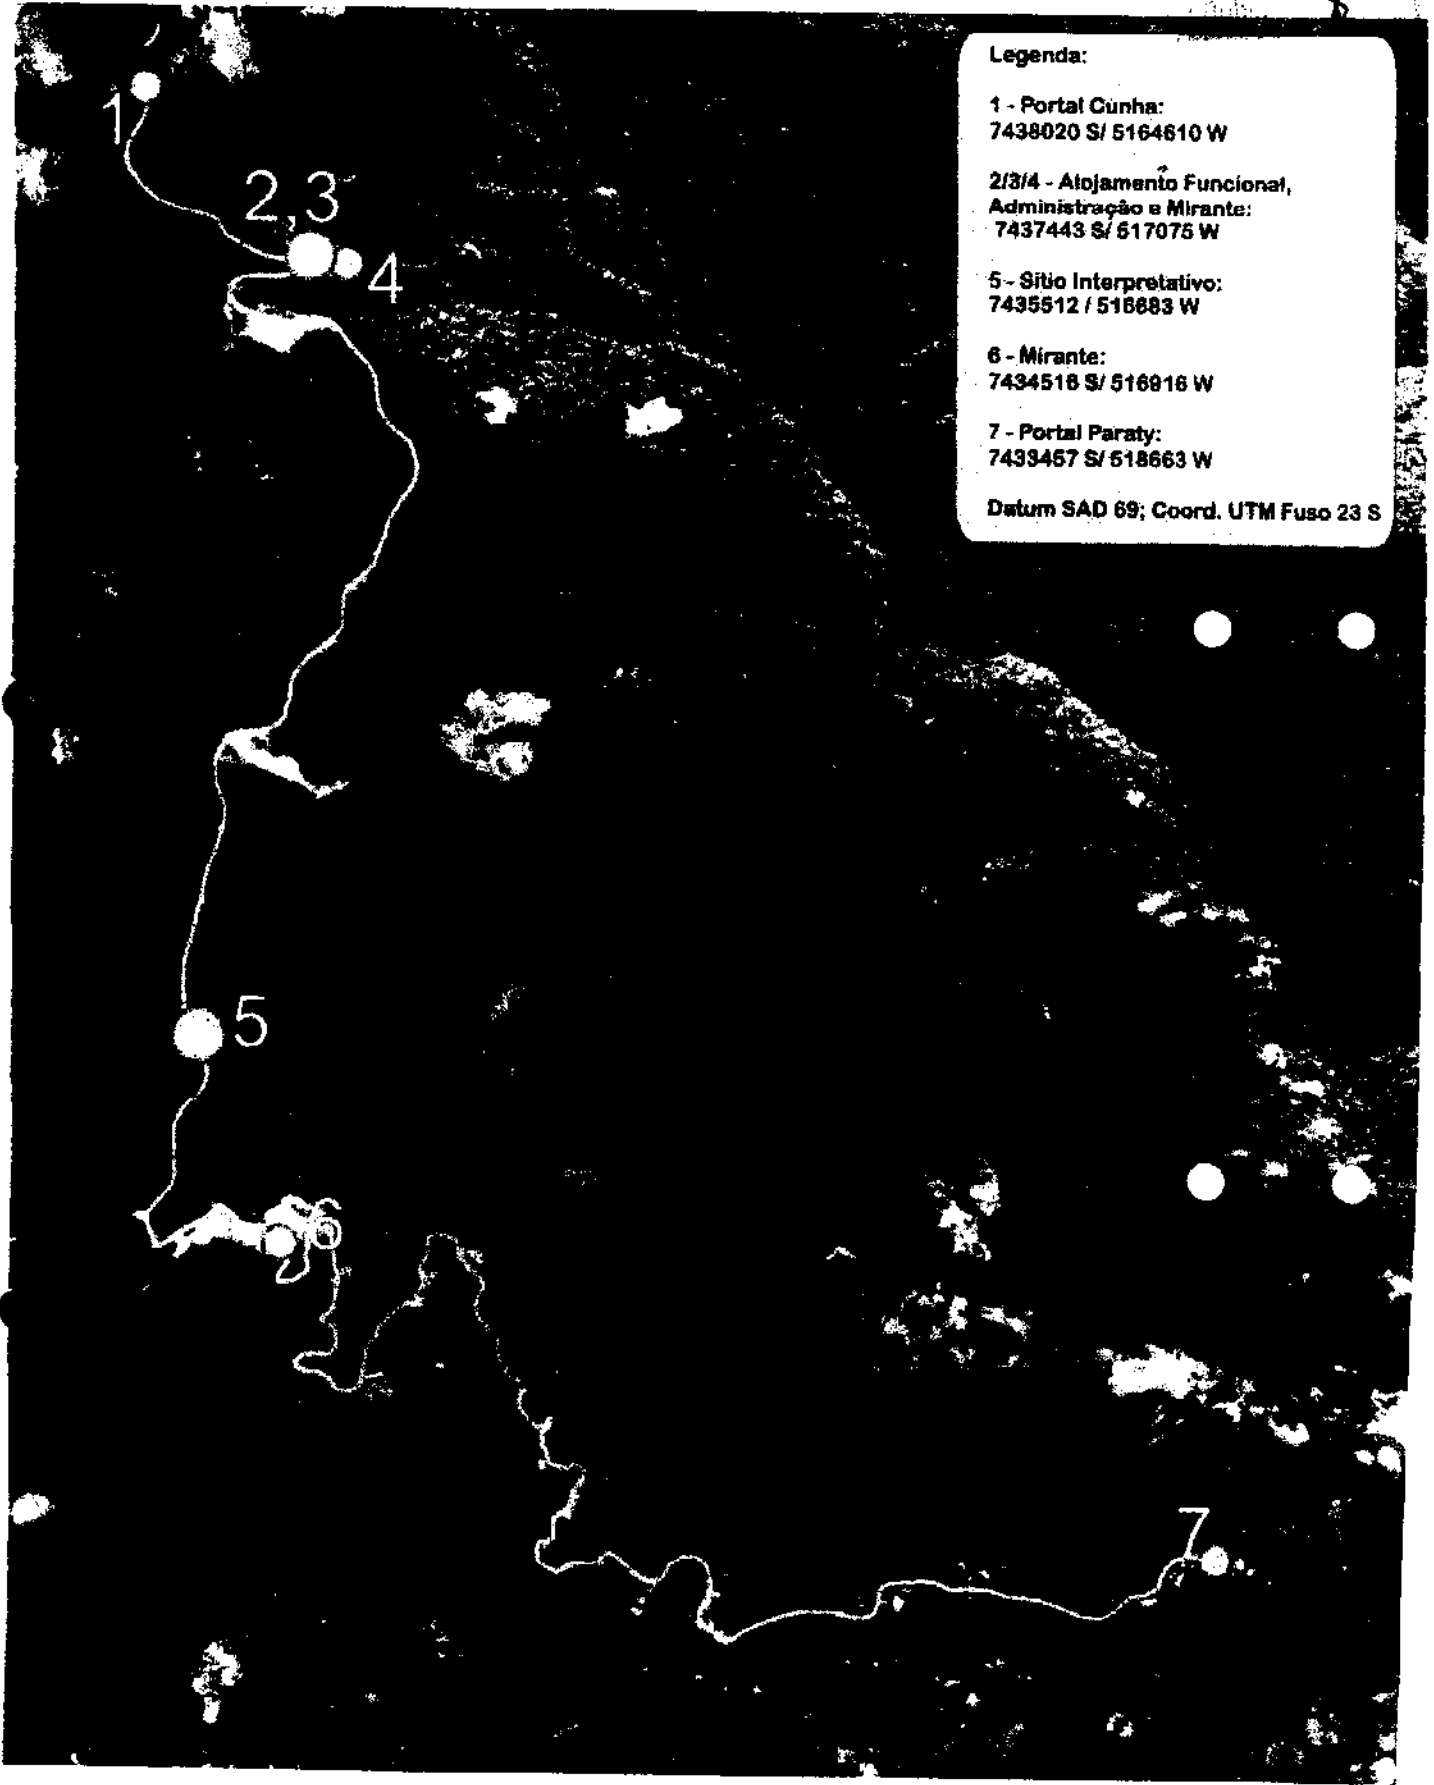 Legenda:
1 - Portal Cunha:
7438020 S/ 5164610 W
2/3/4 - Alojamento Funcional,
Administração e Mirante:
7437443 S/ 517075 W
5 - Sítio Interpretativo:
7435512 / 516683 W
6 - Mirante:
7434516 S/ 516916 W
7 - Portal Paraty:
7433457 S/ 518663 W
Datum SAD 69; Coord. UTM Fuso 23 S
1
2,3
4
5
6
7